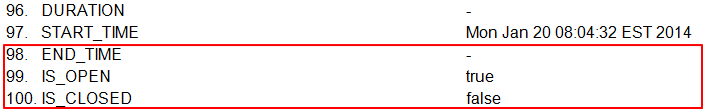 96. DURATION -
97. START_TIME Mon Jan 20 08:04:32 EST 2014
98. END_TIME -
99. IS_OPEN true
100. IS_CLOSED false